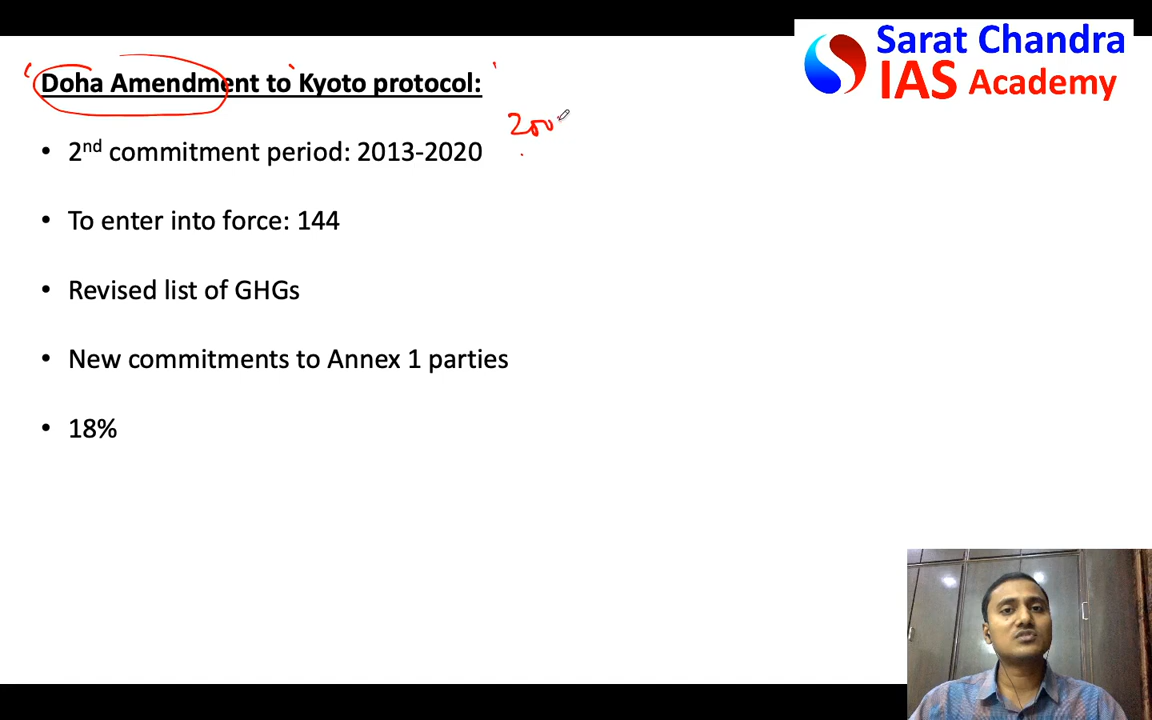 Sarat Chandra
IAS Academy
Doha Amendment to Kyoto protocol:
• 2nd commitment period: 2013-2020
• To enter into force: 144
• Revised list of GHGs
• New commitments to Annex 1 parties
• 18%